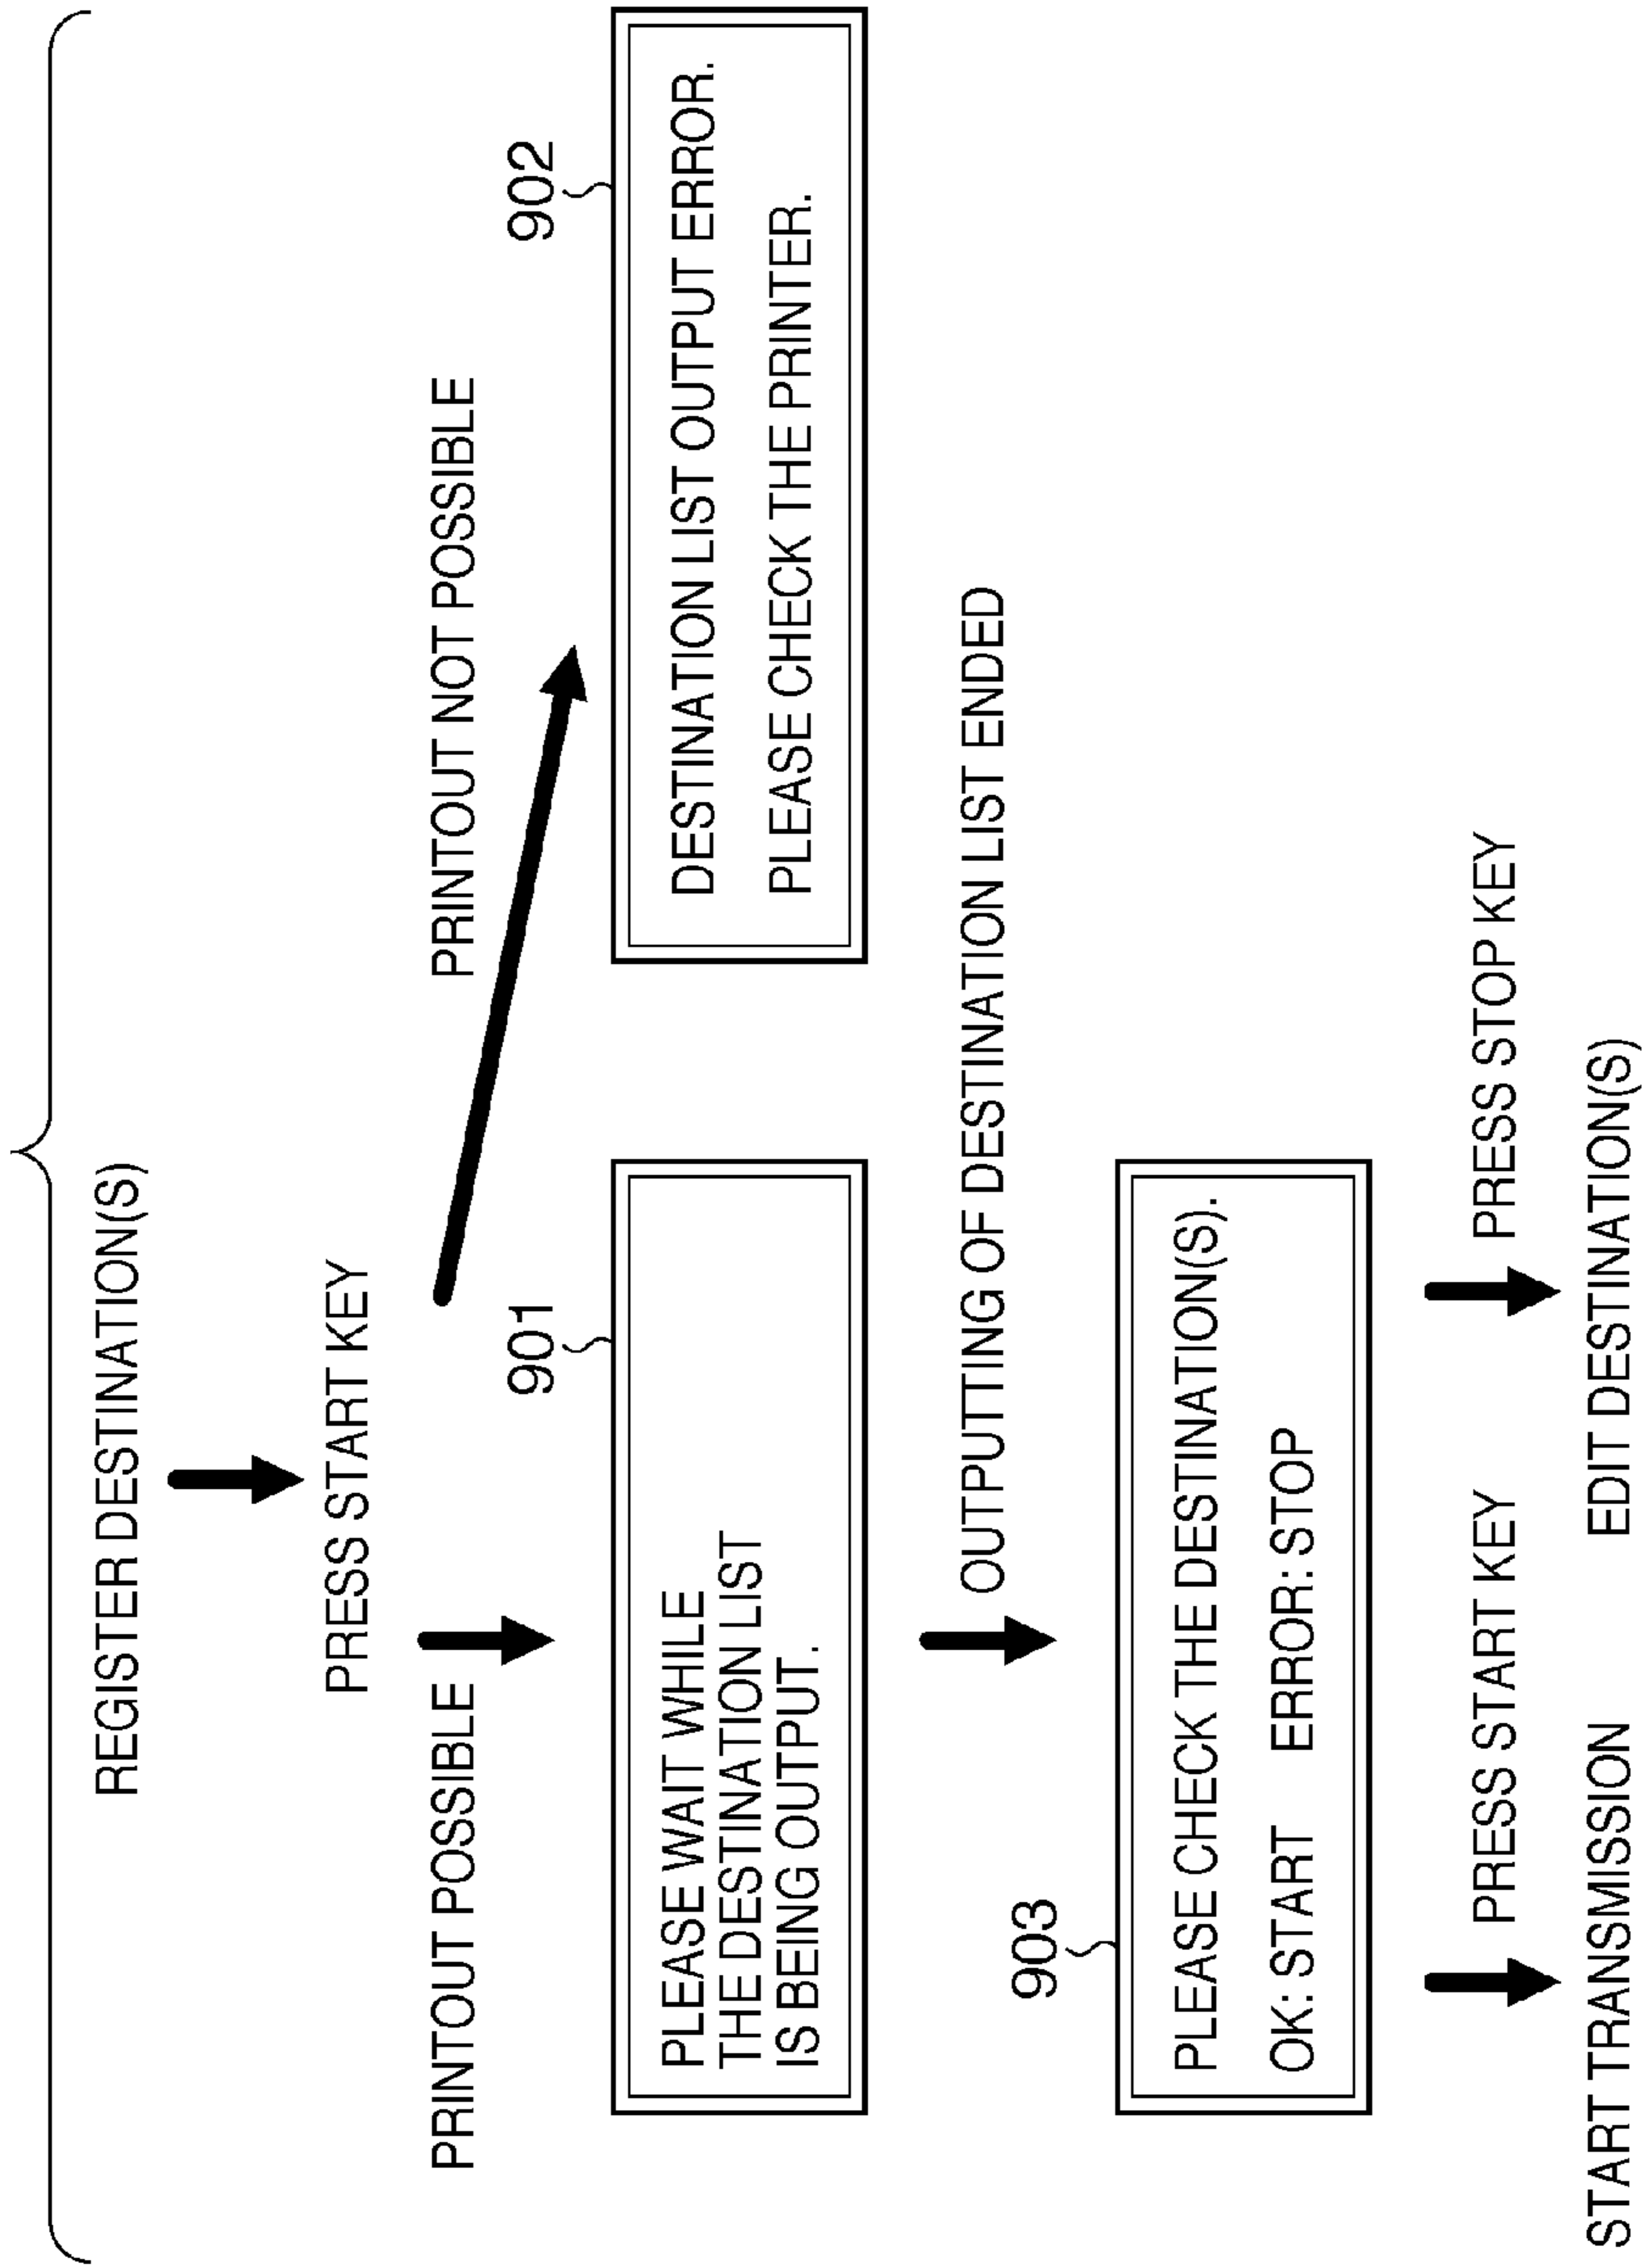 REGISTER DESTINATION(S)
PRESS START KEY
PRINTOUT POSSIBLE
PRINTOUT NOT POSSIBLE
901
902
PLEASE WAIT WHILE
THE DESTINATION LIST
IS BEING OUTPUT.
DESTINATION LIST OUTPUT ERROR.
PLEASE CHECK THE PRINTER.
OUTPUTTING OF DESTINATION LIST ENDED
903
PLEASE CHECK THE DESTINATION(S).
OK: START ERROR: STOP
PRESS START KEY
PRESS STOP KEY
START TRANSMISSION
EDIT DESTINATION(S)